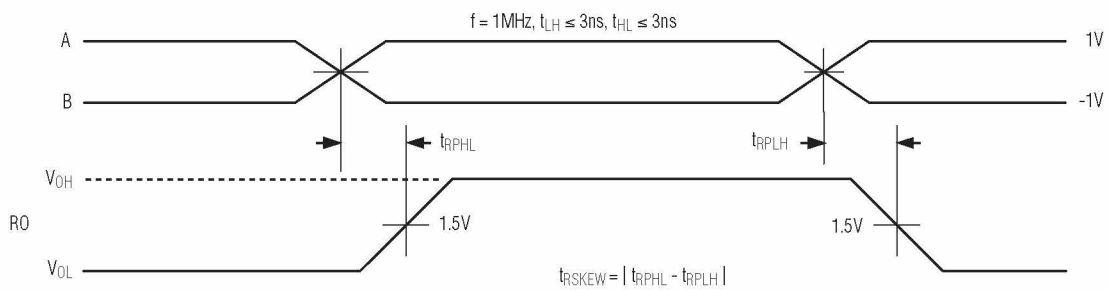 f = 1MHz, tLH ≤ 3ns, tHL ≤ 3ns
A
1V
B
-1V
tRPHL
tRPLH
VOH
RO
1.5V
1.5V
VOL
tRSKEW = | tRPHL - tRPLH |